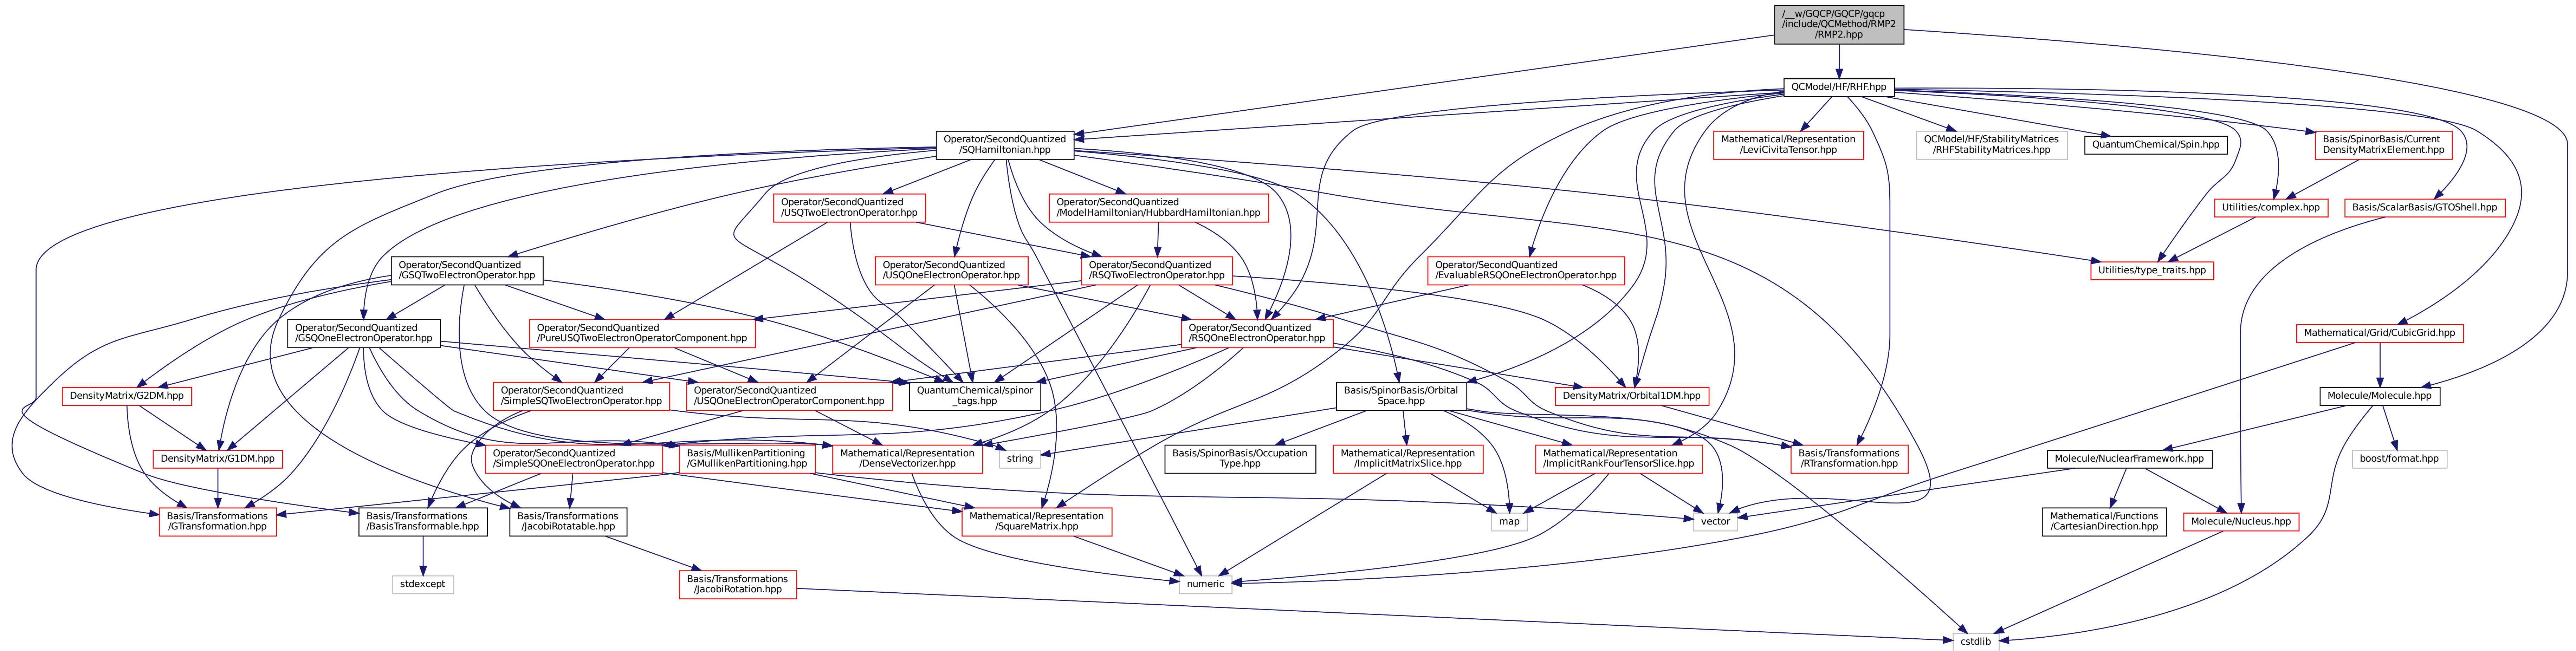 /__w/GQCP/GQCP/gqcp
/include/QCMethod/RMP2
/RMP2.hpp
QCModel/HF/RHF.hpp
Operator/SecondQuantized
/SQHamiltonian.hpp
Mathematical/Representation
/LeviCivitaTensor.hpp
QCModel/HF/StabilityMatrices
/RHFStabilityMatrices.hpp
QuantumChemical/Spin.hpp
Basis/SpinorBasis/Current
DensityMatrixElement.hpp
Operator/SecondQuantized
/USQTwoElectronOperator.hpp
Operator/SecondQuantized
/ModelHamiltonian/HubbardHamiltonian.hpp
Utilities/complex.hpp
Basis/ScalarBasis/GTOShell.hpp
Operator/SecondQuantized
/GSQTwoElectronOperator.hpp
Operator/SecondQuantized
/USQOneElectronOperator.hpp
Operator/SecondQuantized
/RSQTwoElectronOperator.hpp
Operator/SecondQuantized
/EvaluableRSQOneElectronOperator.hpp
Utilities/type_traits.hpp
Operator/SecondQuantized
/GSQOneElectronOperator.hpp
Operator/SecondQuantized
/PureUSQTwoElectronOperatorComponent.hpp
Operator/SecondQuantized
/RSQOneElectronOperator.hpp
Mathematical/Grid/CubicGrid.hpp
DensityMatrix/G2DM.hpp
Operator/SecondQuantized
/SimpleSQTwoElectronOperator.hpp
Operator/SecondQuantized
/USQOneElectronOperatorComponent.hpp
QuantumChemical/spinor
_tags.hpp
Basis/SpinorBasis/Orbital
Space.hpp
DensityMatrix/Orbital1DM.hpp
Molecule/Molecule.hpp
DensityMatrix/G1DM.hpp
Operator/SecondQuantized
/SimpleSQOneElectronOperator.hpp
Basis/MullikenPartitioning
/GMullikenPartitioning.hpp
Mathematical/Representation
/DenseVectorizer.hpp
string
Basis/SpinorBasis/Occupation
Type.hpp
Mathematical/Representation
/ImplicitMatrixSlice.hpp
Mathematical/Representation
/ImplicitRankFourTensorSlice.hpp
Basis/Transformations
/RTransformation.hpp
Molecule/NuclearFramework.hpp
boost/format.hpp
Basis/Transformations
/GTransformation.hpp
Basis/Transformations
/BasisTransformable.hpp
Basis/Transformations
/JacobiRotatable.hpp
Mathematical/Representation
/SquareMatrix.hpp
map
vector
Mathematical/Functions
/CartesianDirection.hpp
Molecule/Nucleus.hpp
stdexcept
Basis/Transformations
/JacobiRotation.hpp
numeric
cstdlib